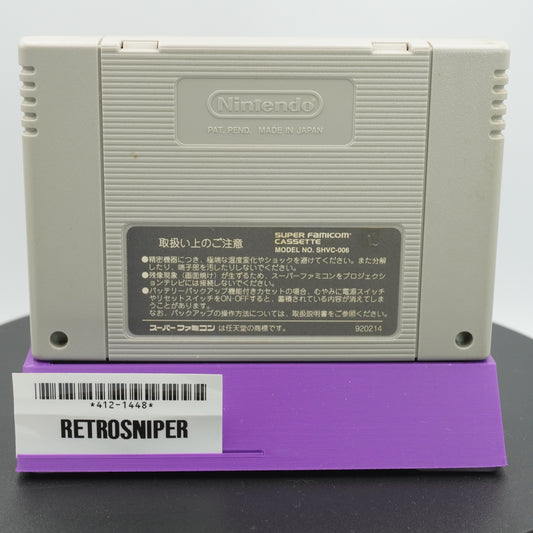 Nintendo
PAT. PEND. MADE IN JAPAN
取扱い上のご注意
SUPER FAMICOM
CASSETTE
MODEL NO. SHVC-006
●精密機器につき、極端な温度変化やショックを避けてください。また分解
したり、端子部を汚したりしないでください。
●残像現象（画面焼け）が生ずるため、スーパーファミコンをプロジェクシ
ョンテレビには接続しないでください。
●バッテリーバックアップ機能付きカセットの場合、むやみに電源スイッチ
やリセットスイッチをON-OFFすると、蓄積されている内容が消えてしま
うことがあります。
なお、バックアップの操作方法については、取扱説明書をご参照ください。
スーパーファミコン は任天堂の商標です。
920214
*412-1448*
RETROSNIPER